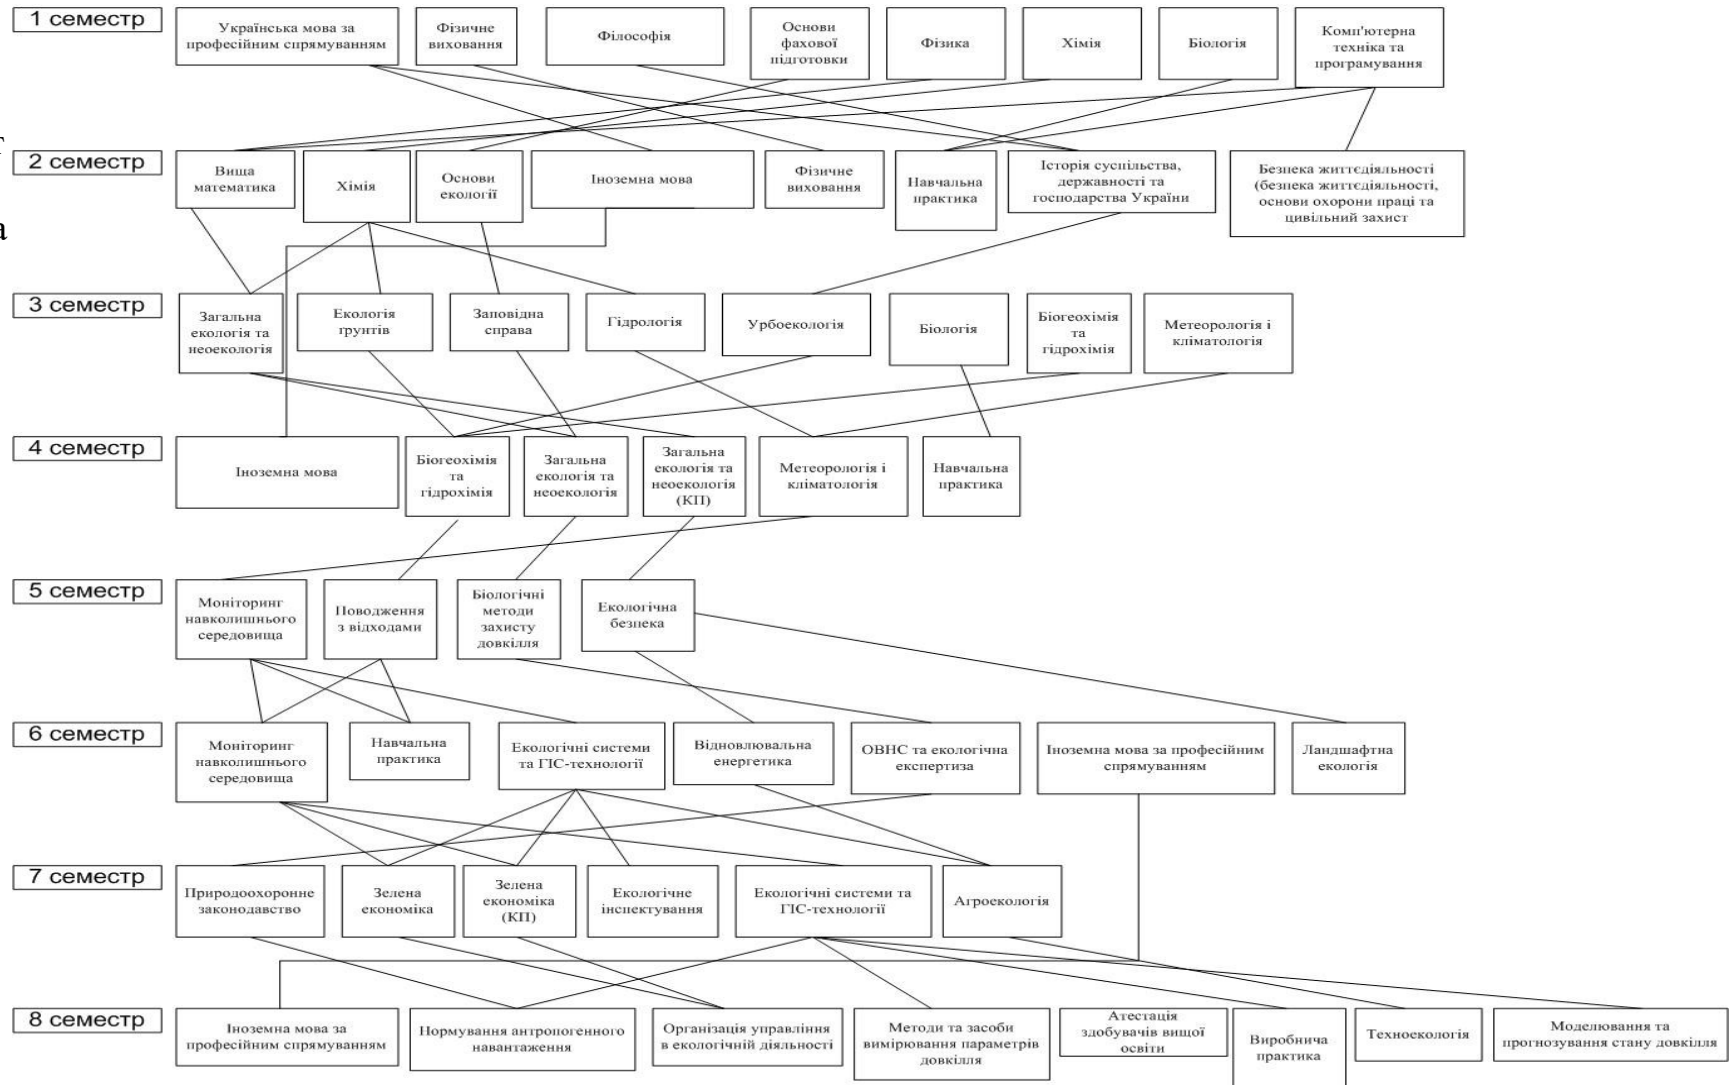 1 семестр
Українська мова за
професійним спрямуванням
Фізичне
виховання
Філософія
Основи
фахової
підготовки
Фізика
Хімія
Біологія
Комп'ютерна
техніка та
програмування
2 семестр
Вища
математика
Хімія
Основи
екології
Іноземна мова
Фізичне
виховання
Навчальна
практика
Історія суспільства,
державності та
господарства України
Безпека життєдіяльності
(безпека життєдіяльності,
основи охорони праці та
цивільний захист
а
3 семестр
Загальна
екологія та
неоекологія
Екологія
ґрунтів
Заповідна
справа
Гідрологія
Урбоекологія
Біологія
Біогеохімія
та
гідрохімія
Метеорологія і
кліматологія
4 семестр
Іноземна мова
Біогеохімія
та
гідрохімія
Загальна
екологія та
неоекологія
Загальна
екологія та
неоекологія
(КП)
Метеорологія і
кліматологія
Навчальна
практика
5 семестр
Моніторинг
навколишнього
середовища
Поводження
з відходами
Біологічні
методи
захисту
довкілля
Екологічна
безпека
6 семестр
Моніторинг
навколишнього
середовища
Навчальна
практика
Екологічні системи
та ГІС-технології
Відновлювальна
енергетика
ОВНС та екологічна
експертиза
Іноземна мова за професійним
спрямуванням
Ландшафтна
екологія
7 семестр
Природоохоронне
законодавство
Зелена
економіка
Зелена
економіка
(КП)
Екологічне
інспектування
Екологічні системи та
ГІС-технології
Агроекологія
8 семестр
Іноземна мова за
професійним спрямуванням
Нормування антропогенного
навантаження
Організація управління
в екологічній діяльності
Методи та засоби
вимірювання параметрів
довкілля
Атестація
здобувачів вищої
освіти
Виробнича
практика
Техноекологія
Моделювання та
прогнозування стану довкілля